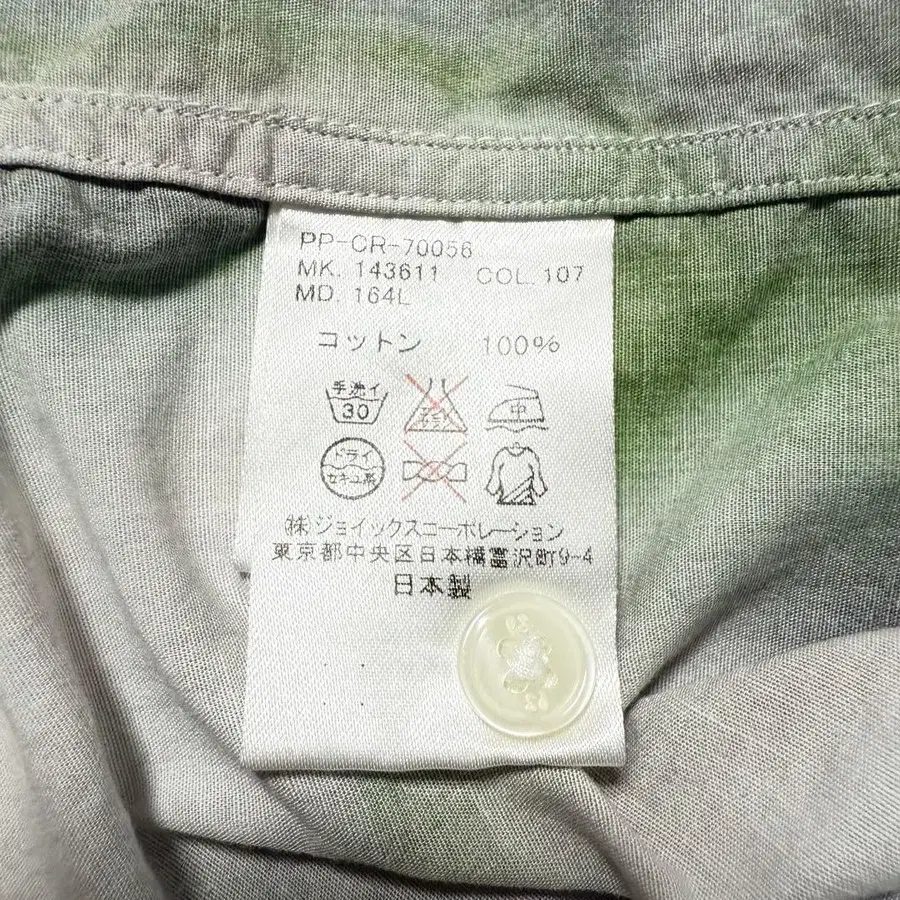 PP-CR-70056
MK. 143611 COL. 107
MD. 164L
コットン 100%
手洗イ 30
中
ドライ
セキユ系
(株)ジョイックスコーポレーション
東京都中央区日本橋富沢町9-4
日本製